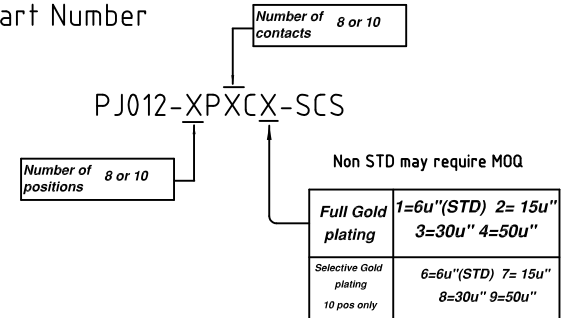 art Number
Number of
contacts
8 or 10
PJ012-XPXCX-SCS
Number of
positions
8 or 10
Non STD may require MOQ
Full Gold
plating
1=6u"(STD) 2= 15u"
3=30u" 4=50u"
Selective Gold
plating
10 pos only
6=6u"(STD) 7= 15u"
8=30u" 9=50u"